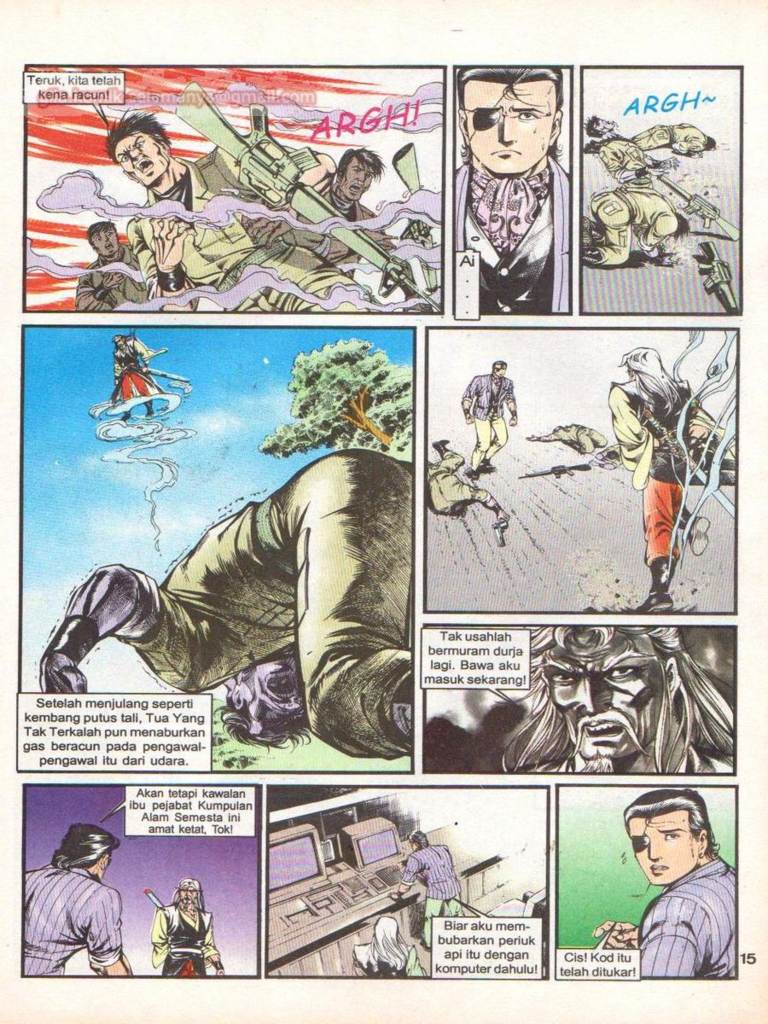 Teruk, kita telah
kena racun!
ARGH!!
Ai
. . . .
ARGH~
Setelah menjulang seperti
kembang putus tali, Tua Yang
Tak Terkalah pun menaburkan
gas beracun pada pengawal-
pengawal itu dari udara.
Tak usahlah
bermuram durja
lagi. Bawa aku
masuk sekarang!
Akan tetapi kawalan
ibu pejabat Kumpulan
Alam Semesta ini
amat ketat, Tok!
Biar aku mem-
bubarkan periuk
api itu dengan
komputer dahulu!
Cis! Kod itu
telah ditukar!
15